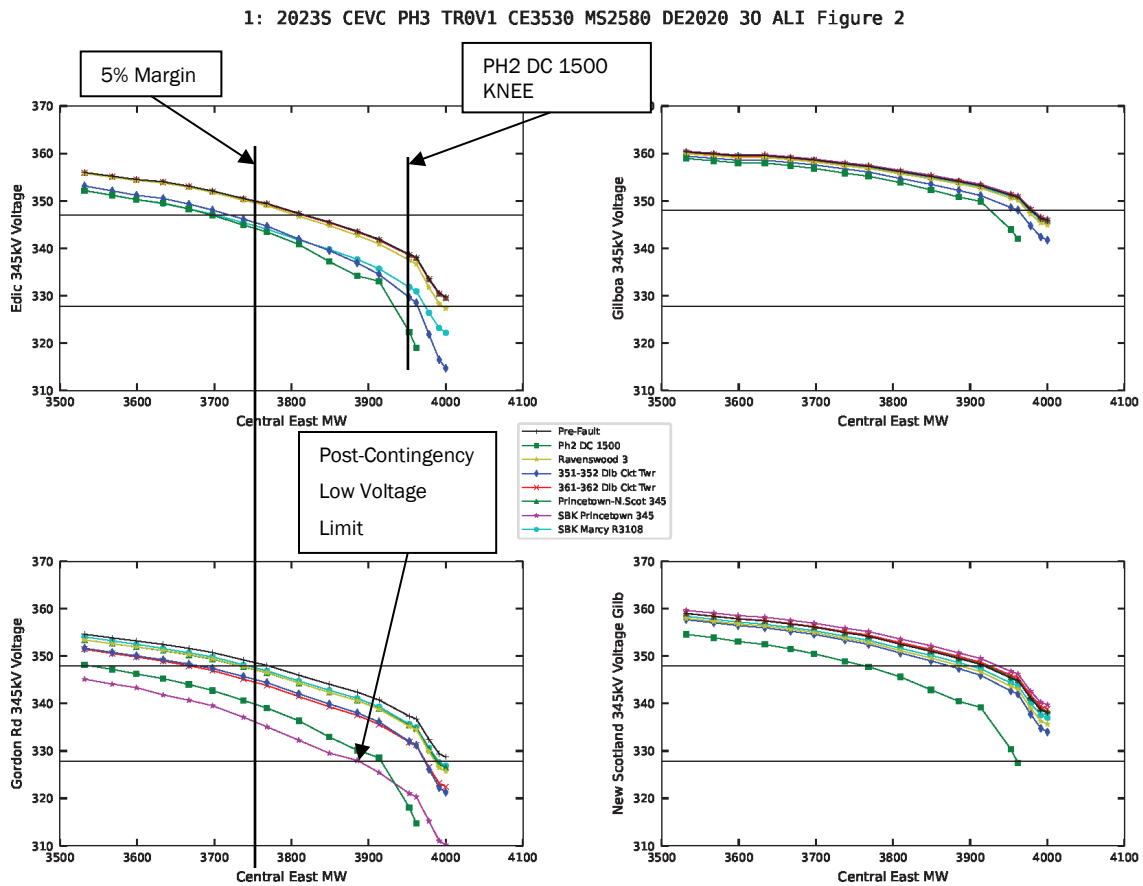 1: 2023S CEVC PH3 TR0V1 CE3530 MS2580 DE2020 3O ALI Figure 2
5% Margin
PH2 DC 1500
KNEE
370
360
350
340
330
320
310
Edic 345kV Voltage
3500
3600
3700
3800
3900
4000
4100
Central East MW
360
350
340
330
320
310
Gilboa 345kV Voltage
3500
3600
3700
3800
3900
4000
4100
Central East MW
Post-Contingency
Low Voltage
Limit
Pre-Fault
Ph2 DC 1500
Ravenswood 3
351-352 Dlb Ckt Twr
361-362 Dlb Ckt Twr
Princetown-N.Scot 345
SBK Princetown 345
SBK Marcy R3108
370
360
350
340
330
320
310
Gordon Rd 345kV Voltage
3500
3600
3700
3800
3900
4000
4100
Central East MW
370
360
350
340
330
320
310
New Scotland 345kV Voltage Gilb
3500
3600
3700
3800
3900
4000
4100
Central East MW